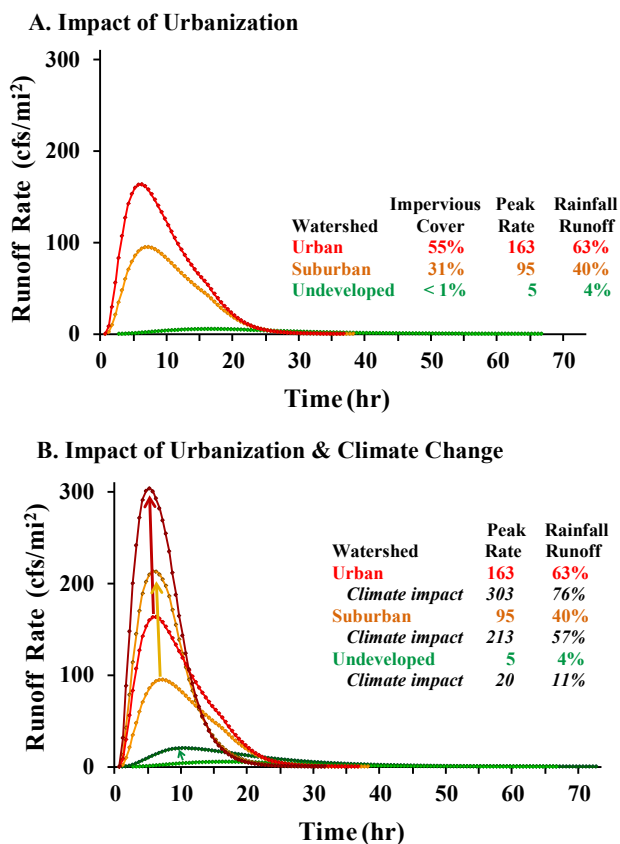 A. Impact of Urbanization
300
200
100
0
Runoff Rate (cfs/mi²)
Impervious Peak Rainfall
Watershed Cover Rate Runoff
Urban 55% 163 63%
Suburban 31% 95 40%
Undeveloped < 1% 5 4%
0 10 20 30 40 50 60 70
Time (hr)
B. Impact of Urbanization & Climate Change
300
200
100
0
Runoff Rate (cfs/mi²)
Peak Rainfall
Watershed Rate Runoff
Urban 163 63%
Climate impact 303 76%
Suburban 95 40%
Climate impact 213 57%
Undeveloped 5 4%
Climate impact 20 11%
0 10 20 30 40 50 60 70
Time (hr)